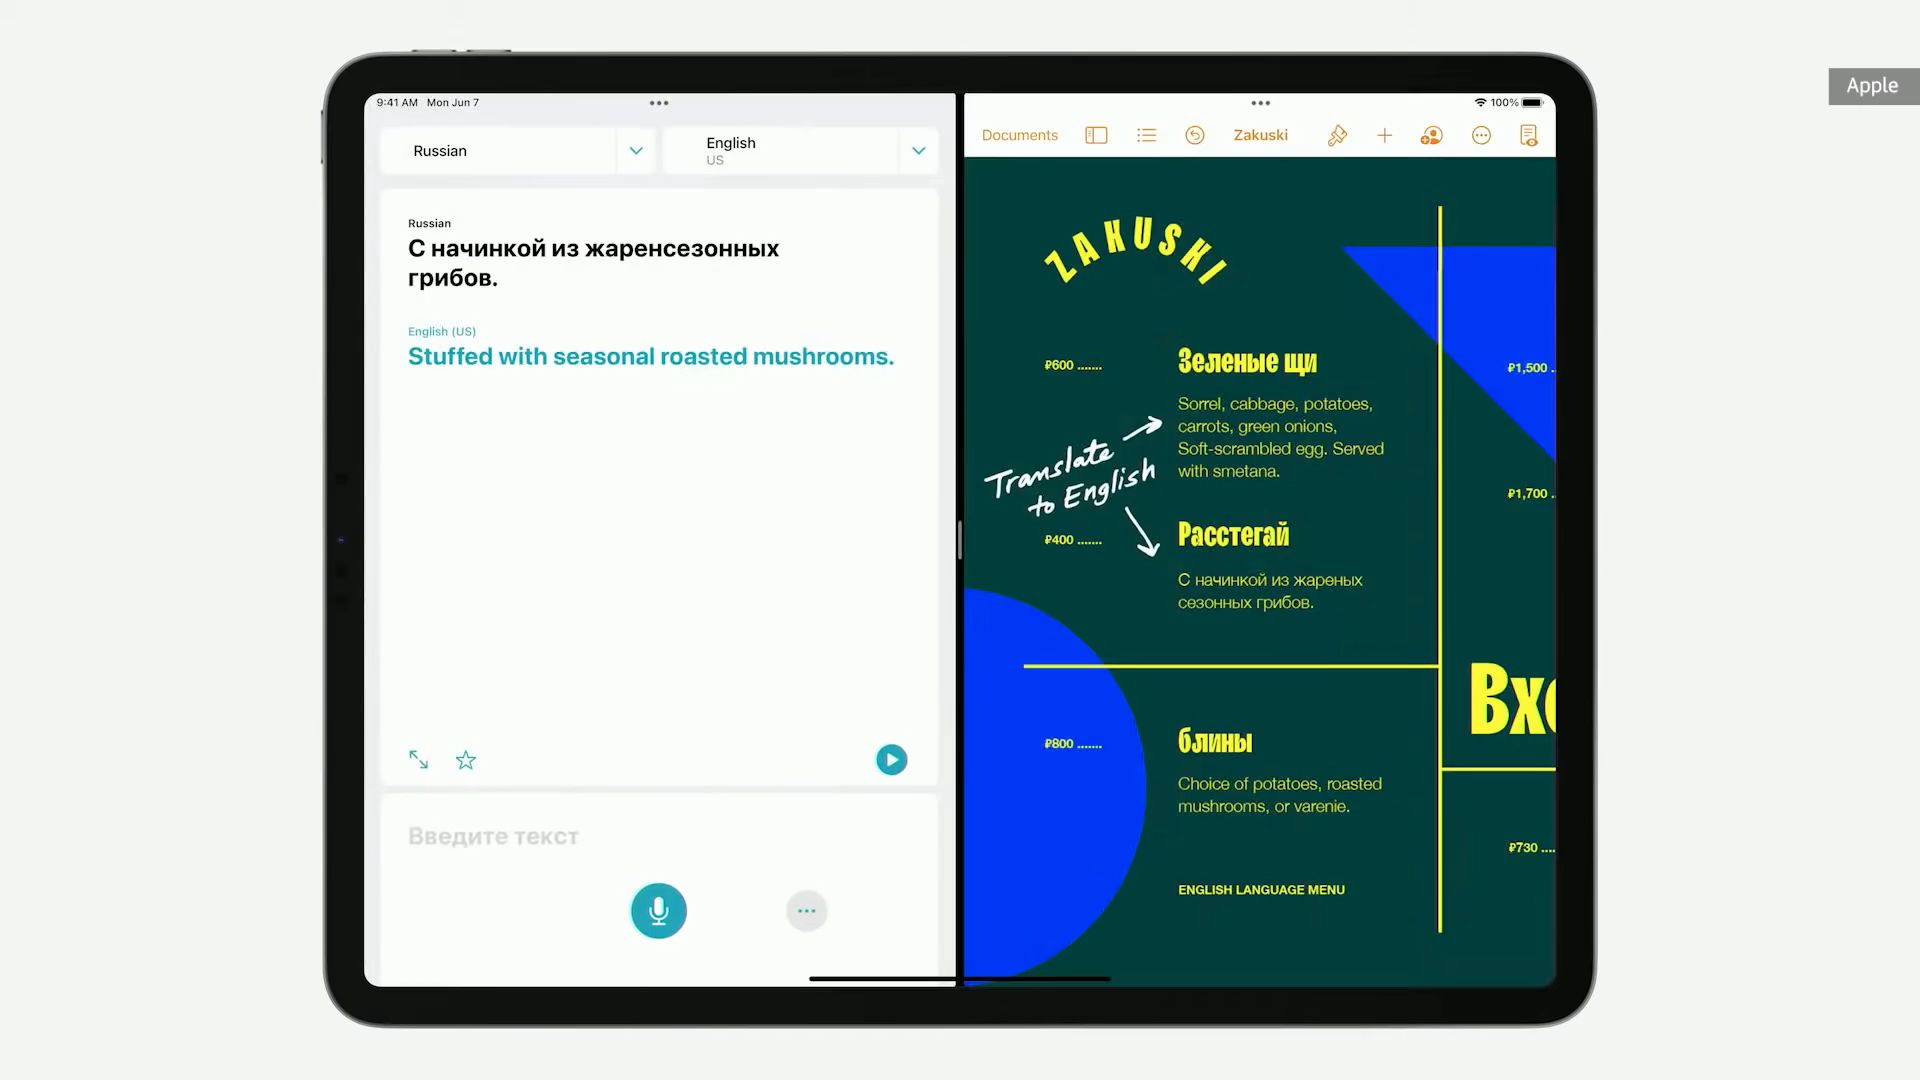 Apple
9:41 AM Mon Jun 7
100%
Russian
English
US
Russian
С начинкой из жаренсезонных
грибов.
English (US)
Stuffed with seasonal roasted mushrooms.
Введите текст
Documents
Zakuski
ZAKUSKI
₽600 .......
Зеленые щи
Sorrel, cabbage, potatoes,
carrots, green onions,
Soft-scrambled egg. Served
with smetana.
Translate
to English
₽400 .......
Расстегай
С начинкой из жареных
сезонных грибов.
₽800 .......
блины
Choice of potatoes, roasted
mushrooms, or varenie.
ENGLISH LANGUAGE MENU
₽1,500 ..
₽1,700 ..
₽730 ....